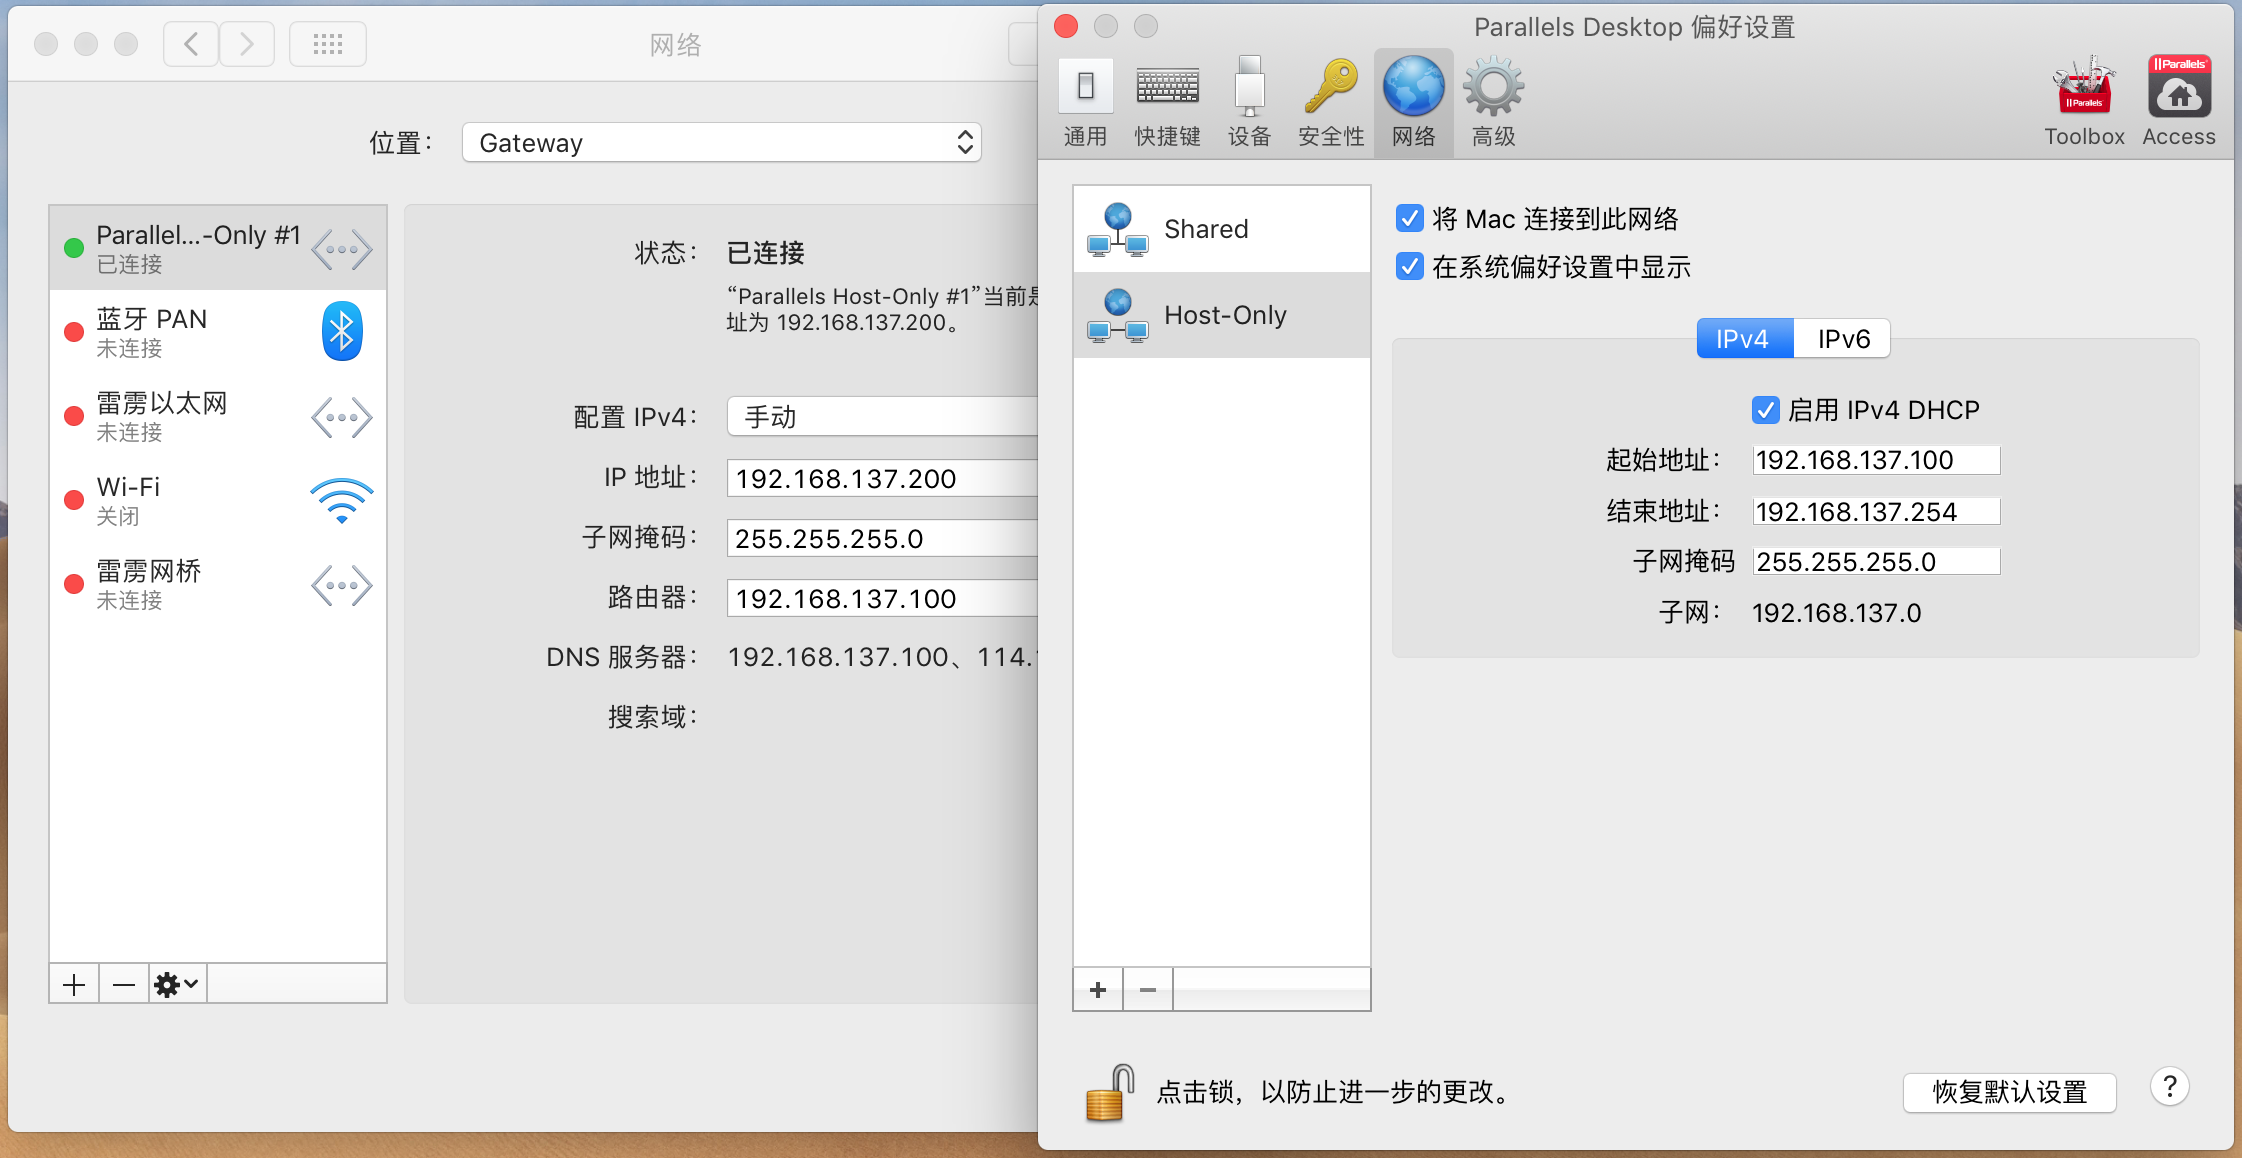 网络
位置：
Gateway
Parallel...-Only #1
已连接
蓝牙 PAN
未连接
雷雳以太网
未连接
Wi-Fi
关闭
雷雳网桥
未连接
状态：
已连接
“Parallels Host-Only #1”当前是
址为 192.168.137.200。
配置 IPv4：
手动
IP 地址：
192.168.137.200
子网掩码：
255.255.255.0
路由器：
192.168.137.100
DNS 服务器：
192.168.137.100、114.
搜索域：
Parallels Desktop 偏好设置
通用
快捷键
设备
安全性
网络
高级
Parallels
Toolbox
Parallels
Access
Shared
Host-Only
将 Mac 连接到此网络
在系统偏好设置中显示
IPv4
IPv6
启用 IPv4 DHCP
起始地址：
192.168.137.100
结束地址：
192.168.137.254
子网掩码
255.255.255.0
子网：
192.168.137.0
点击锁，以防止进一步的更改。
恢复默认设置
?